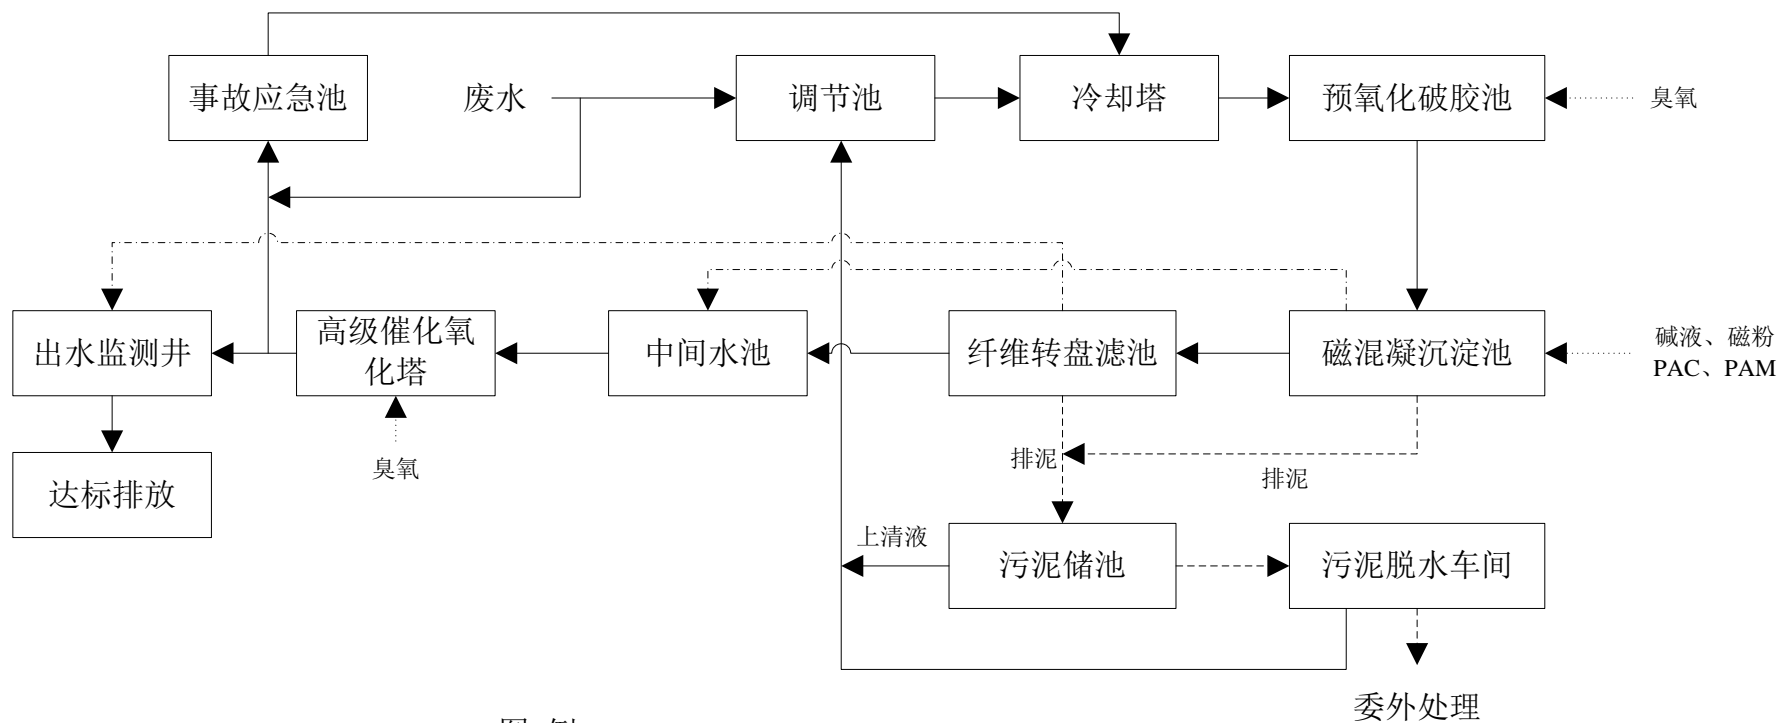 事故应急池
废水
调节池
冷却塔
预氧化破胶池
臭氧
出水监测井
高级催化氧
化塔
中间水池
纤维转盘滤池
磁混凝沉淀池
碱液、磁粉
PAC、PAM
臭氧
排泥
排泥
达标排放
上清液
污泥储池
污泥脱水车间
委外处理
图 例